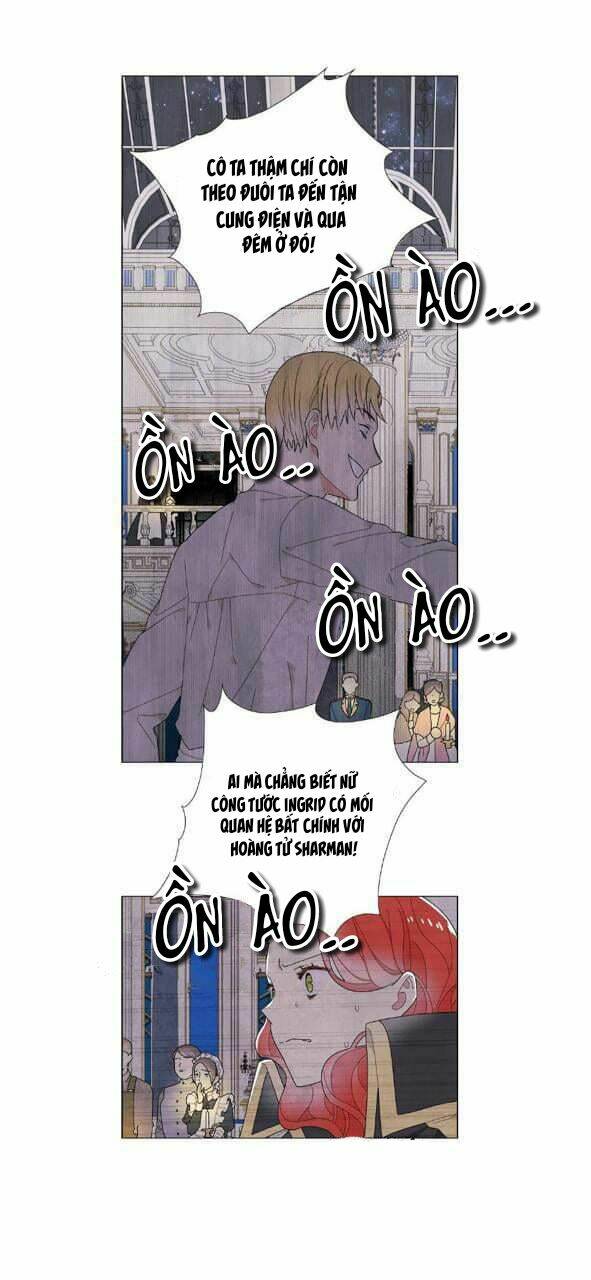 CÔ TA THẬM CHÍ CÒN
THEO ĐUÔI TA ĐẾN TẬN
CUNG ĐIỆN VÀ QUA
ĐÊM Ở ĐÓ!
ỒN ÀO...
ỒN ÀO..
ỒN ÀO..
AI MÀ CHẲNG BIẾT NỮ
CÔNG TƯỚC INGRID CÓ MỐI
QUAN HỆ BẤT CHÍNH VỚI
HOÀNG TỬ SHARMAN!
ỒN ÀO..